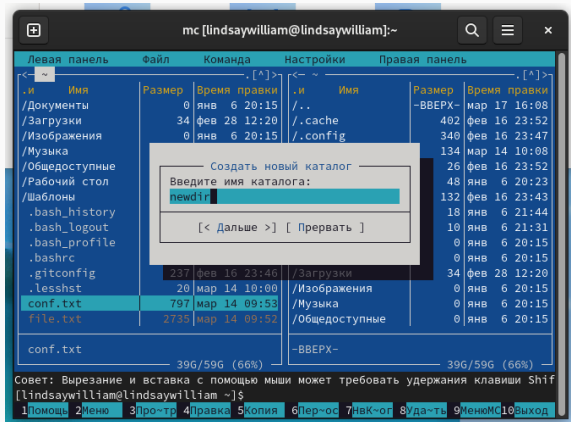 mc [lindsaywilliam@lindsaywilliam]:~
Левая панель Файл Команда Настройки Правая панель
<- ~ .[^]> <- ~ .[^]>
.и Имя Размер Время правки .и Имя Размер Время правки
/Документы 0 янв 6 20:15 /.. -ВВЕРХ- мар 17 16:08
/Загрузки 34 фев 28 12:20 /.cache 402 фев 16 23:52
/Изображения 0 янв 6 20:15 /.config 340 фев 16 23:47
/Музыка 134 мар 14 10:08
/Общедоступные Создать новый каталог 26 фев 16 23:52
/Рабочий стол Введите имя каталога: 48 янв 6 20:23
/Шаблоны newdir 132 фев 16 23:43
.bash_history 18 янв 6 21:44
.bash_logout [< Дальше >] [ Прервать ] 10 янв 6 21:31
.bash_profile 0 янв 6 20:15
.bashrc 0 янв 6 20:15
.gitconfig 237 фев 16 23:46 /Загрузки 34 фев 28 12:20
.lesshst 20 мар 14 10:00 /Изображения 0 янв 6 20:15
conf.txt 797 мар 14 09:53 /Музыка 0 янв 6 20:15
file.txt 2735 мар 14 09:52 /Общедоступные 0 янв 6 20:15
conf.txt -ВВЕРХ-
39G/59G (66%) 39G/59G (66%)
Совет: Вырезание и вставка с помощью мыши может требовать удержания клавиши Shif
[lindsaywilliam@lindsaywilliam ~]$
1Помощь 2Меню 3Про~тр 4Правка 5Копия 6Пер~ос 7НвК~ог 8Уда~ть 9МенюMC 10Выход